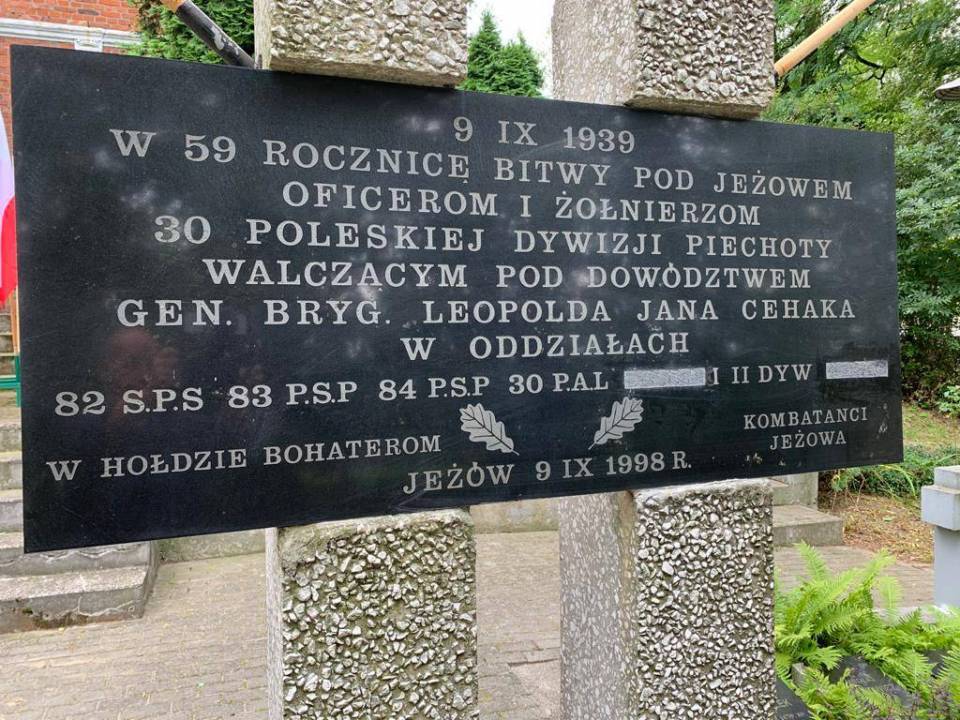 9 IX 1939
W 59 ROCZNICĘ BITWY POD JEŻOWEM
OFICEROM I ŻOŁNIERZOM
30 POLESKIEJ DYWIZJI PIECHOTY
WALCZĄCYM POD DOWÓDZTWEM
GEN. BRYG. LEOPOLDA JANA CEHAKA
W ODDZIAŁACH
82 S.P.S 83 P.S.P 84 P.S.P 30 P.A.L I II DYW
W HOŁDZIE BOHATEROM
KOMBATANCI
JEŻOWA
JEŻÓW 9 IX 1998 R.